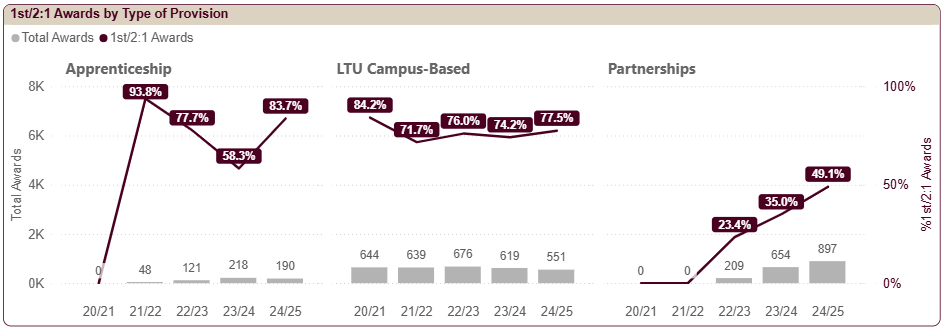 1st/2:1 Awards by Type of Provision
Total Awards 1st/2:1 Awards
Apprenticeship LTU Campus-Based Partnerships
8K 6K 4K 2K 0K
Total Awards
93.8% 77.7% 58.3% 83.7%
0 48 121 218 190
20/21 21/22 22/23 23/24 24/25
84.2% 71.7% 76.0% 74.2% 77.5%
644 639 676 619 551
20/21 21/22 22/23 23/24 24/25
23.4% 35.0% 49.1%
0 0 209 654 897
20/21 21/22 22/23 23/24 24/25
100% 50% 0%
%1st/2:1 Awards